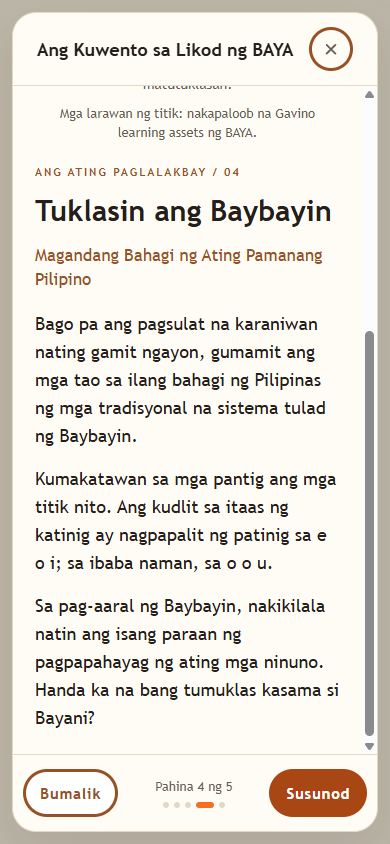 Ang Kuwento sa Likod ng BAYA
Mga larawan ng titik: nakapaloob na Gavino
learning assets ng BAYA.
ANG ATING PAGLALAKBAY / 04
Tuklasin ang Baybayin
Magandang Bahagi ng Ating Pamanang
Pilipino
Bago pa ang pagsulat na karaniwan
nating gamit ngayon, gumamit ang
mga tao sa ilang bahagi ng Pilipinas
ng mga tradisyonal na sistema tulad
ng Baybayin.
Kumakatawan sa mga pantig ang mga
titik nito. Ang kudlit sa itaas ng
katinig ay nagpapalit ng patinig sa e
o i; sa ibaba naman, sa o o u.
Sa pag-aaral ng Baybayin, nakikilala
natin ang isang paraan ng
pagpapahayag ng ating mga ninuno.
Handa ka na bang tumuklas kasama si
Bayani?
Bumalik
Pahina 4 ng 5
Susunod